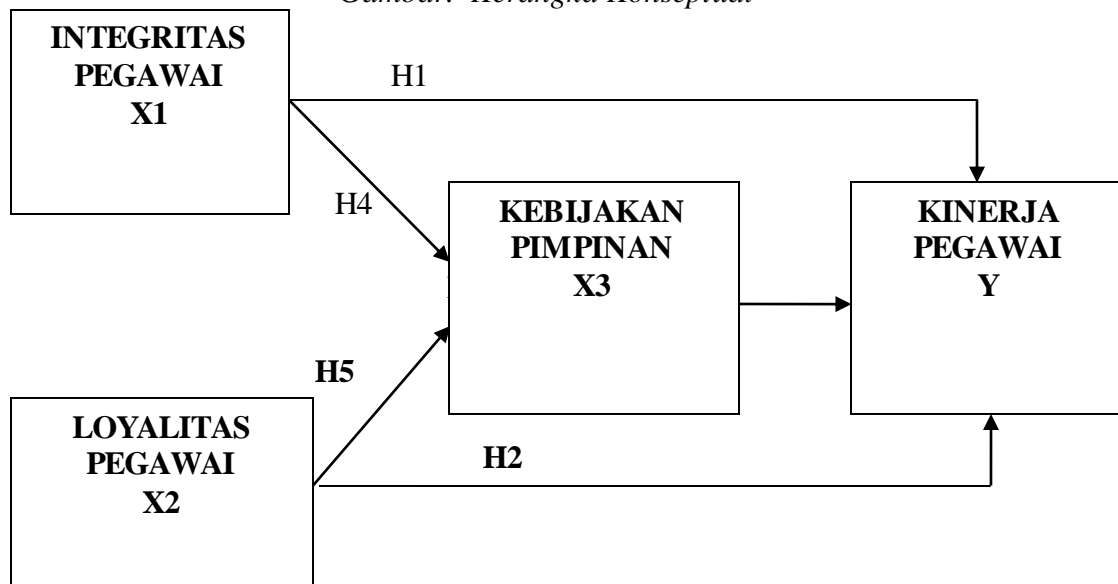 Gambar: Kerangka Konseptual
INTEGRITAS
PEGAWAI
X1
H1
H4
KEBIJAKAN
PIMPINAN
X3
KINERJA
PEGAWAI
Y
H5
LOYALITAS
PEGAWAI
X2
H2